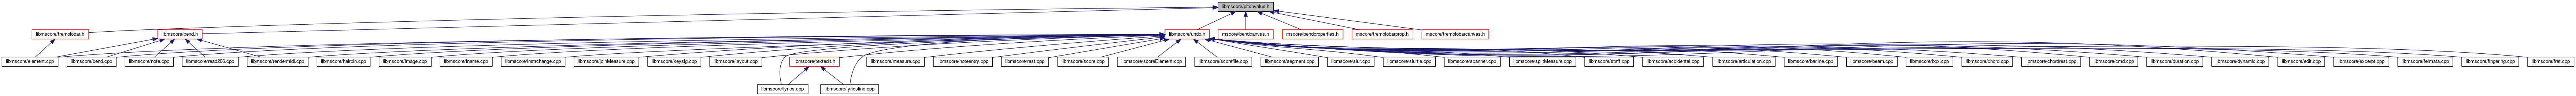 libmscore/pitchvalue.h
libmscore/tremolobar.h
libmscore/bend.h
libmscore/undo.h
mscore/bendcanvas.h
mscore/bendproperties.h
mscore/tremolobarprop.h
mscore/tremolobarcanvas.h
libmscore/element.cpp
libmscore/bend.cpp
libmscore/note.cpp
libmscore/read206.cpp
libmscore/rendermidi.cpp
libmscore/hairpin.cpp
libmscore/image.cpp
libmscore/iname.cpp
libmscore/instrchange.cpp
libmscore/joinMeasure.cpp
libmscore/keysig.cpp
libmscore/layout.cpp
libmscore/textedit.h
libmscore/measure.cpp
libmscore/noteentry.cpp
libmscore/rest.cpp
libmscore/score.cpp
libmscore/scoreElement.cpp
libmscore/scorefile.cpp
libmscore/segment.cpp
libmscore/slur.cpp
libmscore/slurtie.cpp
libmscore/spanner.cpp
libmscore/splitMeasure.cpp
libmscore/staff.cpp
libmscore/accidental.cpp
libmscore/articulation.cpp
libmscore/barline.cpp
libmscore/beam.cpp
libmscore/box.cpp
libmscore/chord.cpp
libmscore/chordrest.cpp
libmscore/cmd.cpp
libmscore/duration.cpp
libmscore/dynamic.cpp
libmscore/edit.cpp
libmscore/excerpt.cpp
libmscore/fermata.cpp
libmscore/fingering.cpp
libmscore/fret.cpp
libmscore/lyrics.cpp
libmscore/lyricsline.cpp